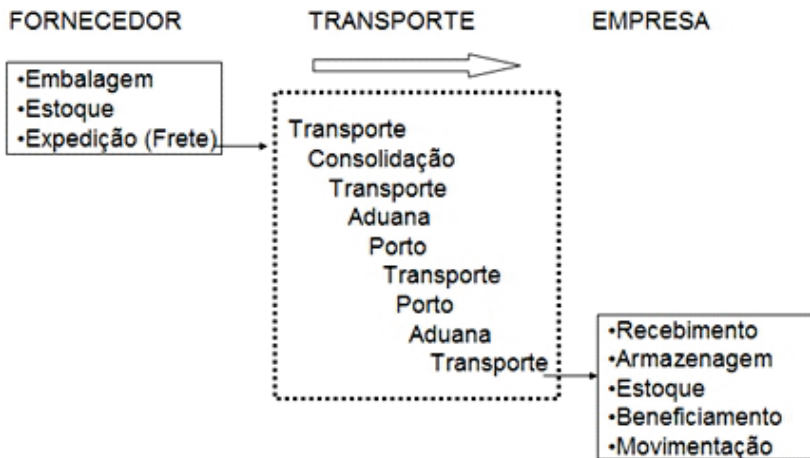 FORNECEDOR
TRANSPORTE
EMPRESA
•Embalagem
•Estoque
•Expedição (Frete)
Transporte
Consolidação
Transporte
Aduana
Porto
Transporte
Porto
Aduana
Transporte
•Recebimento
•Armazenagem
•Estoque
•Beneficiamento
•Movimentação